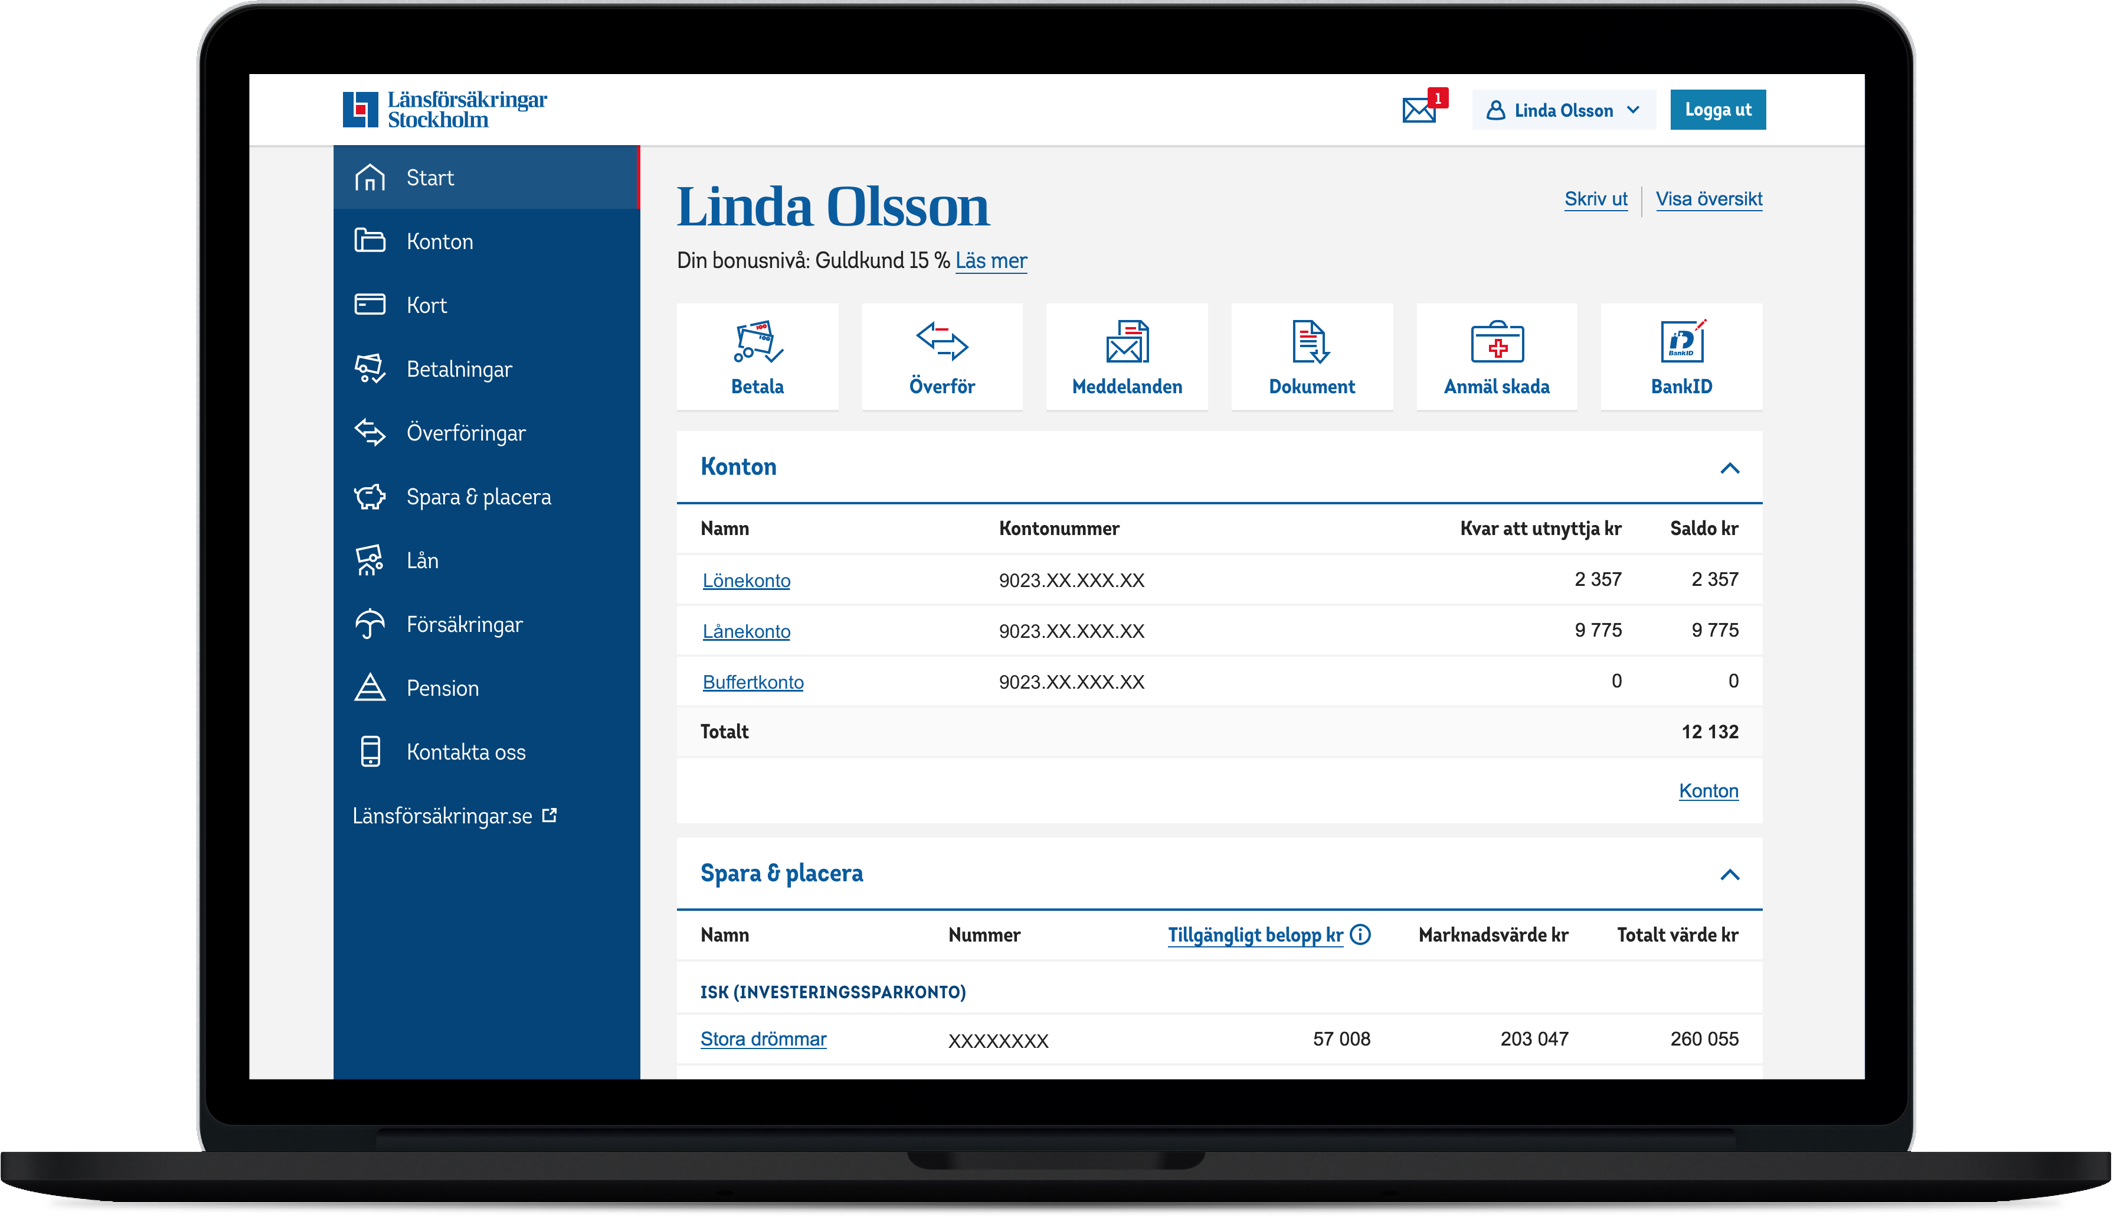 Länsförsäkringar
Stockholm
1
Linda Olsson
Logga ut
Start
Konton
Kort
Betalningar
Överföringar
Spara & placera
Lån
Försäkringar
Pension
Kontakta oss
Länsförsäkringar.se
Linda Olsson
Skriv ut Visa översikt
Din bonusnivå: Guldkund 15 % Läs mer
100
100
Betala
Överför
Meddelanden
Dokument
Anmäl skada
iD
BankID
BankID
Konton
Namn Kontonummer Kvar att utnyttja kr Saldo kr
Lönekonto 9023.XX.XXX.XX 2 357 2 357
Lånekonto 9023.XX.XXX.XX 9 775 9 775
Buffertkonto 9023.XX.XXX.XX 0 0
Totalt 12 132
Konton
Spara & placera
Namn Nummer Tillgängligt belopp kr Marknadsvärde kr Totalt värde kr
ISK (INVESTERINGSSPARKONTO)
Stora drömmar XXXXXXXX 57 008 203 047 260 055